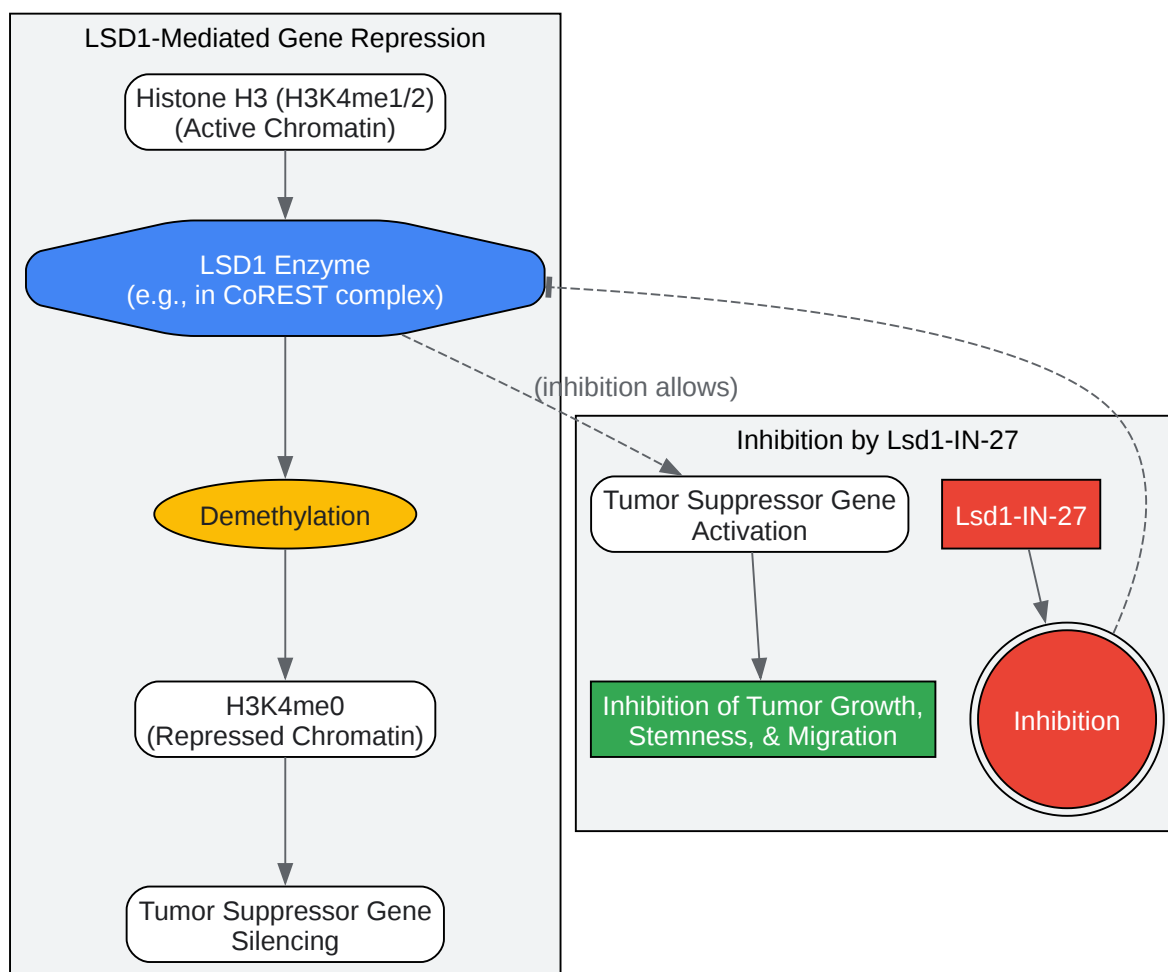 LSD1-Mediated Gene Repression
Histone H3 (H3K4me1/2)
(Active Chromatin)
LSD1 Enzyme
(e.g., in CoREST complex)
(inhibition allows)
Demethylation
H3K4me0
(Repressed Chromatin)
Tumor Suppressor Gene
Silencing
Inhibition by Lsd1-IN-27
Tumor Suppressor Gene
Activation
Lsd1-IN-27
Inhibition of Tumor Growth,
Stemness, & Migration
Inhibition